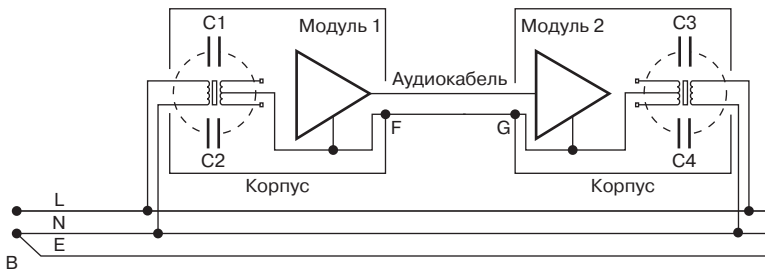 C1
Модуль 1
Модуль 2
C3
Аудиокабель
F
G
C2
C4
Корпус
Корпус
L
N
E
B